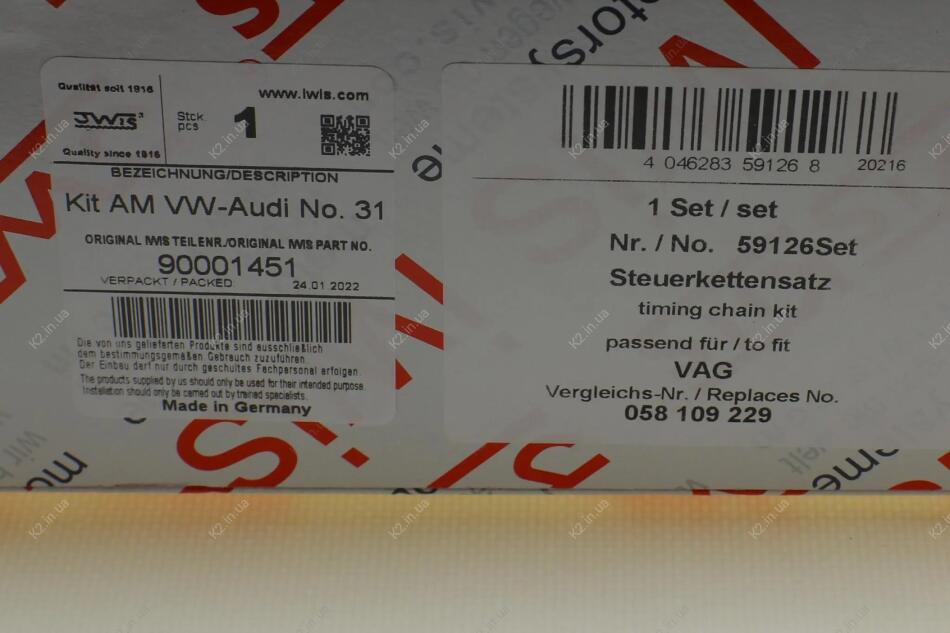 Qualität seit 1916
JWIS
Quality since 1916
Stck.
pcs
1
www.iwis.com
BEZEICHNUNG/DESCRIPTION
Kit AM VW-Audi No. 31
ORIGINAL IWIS TEILENR./ORIGINAL IWIS PART NO.
90001451
VERPACKT / PACKED: 24.01.2022
Die von uns gelieferten Produkte sind ausschließlich
dem bestimmungsgemäßen Gebrauch zuzuführen.
Der Einbau darf nur durch geschultes Fachpersonal erfolgen.
The products supplied by us should only be used for their intended purpose.
Installation should only be carried out by trained specialists.
Made in Germany
4 046283 59126 8 20216
1 Set / set
Nr. / No. 59126Set
Steuerkettensatz
timing chain kit
passend für / to fit
VAG
Vergleichs-Nr. / Replaces No.
058 109 229
K2.in.ua